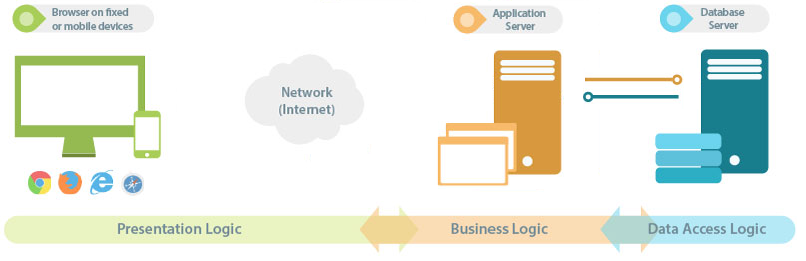 Browser on fixed
or mobile devices
Application
Server
Database
Server
Network
(Internet)
Presentation Logic
Business Logic
Data Access Logic